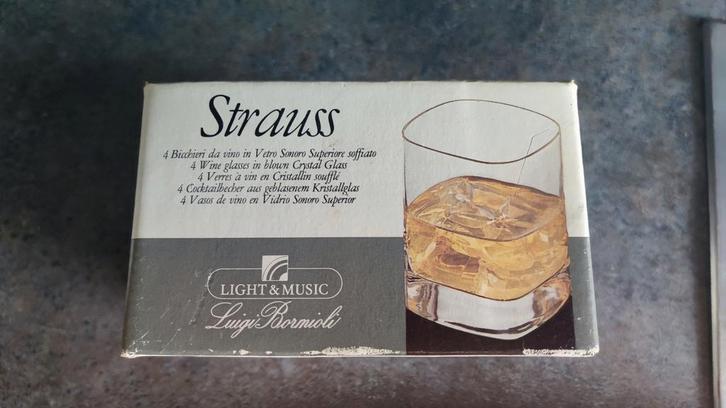 Strauss
4 Bicchieri da vino in Vetro Sonoro Superiore soffiato
4 Wine glasses in blown Crystal Glass
4 Verres à vin en Cristallin soufflé
4 Cocktailbecher aus geblasenem Kristallglas
4 Vasos de vino en Vidrio Sonoro Superior
LIGHT & MUSIC
Luigi Bormioli